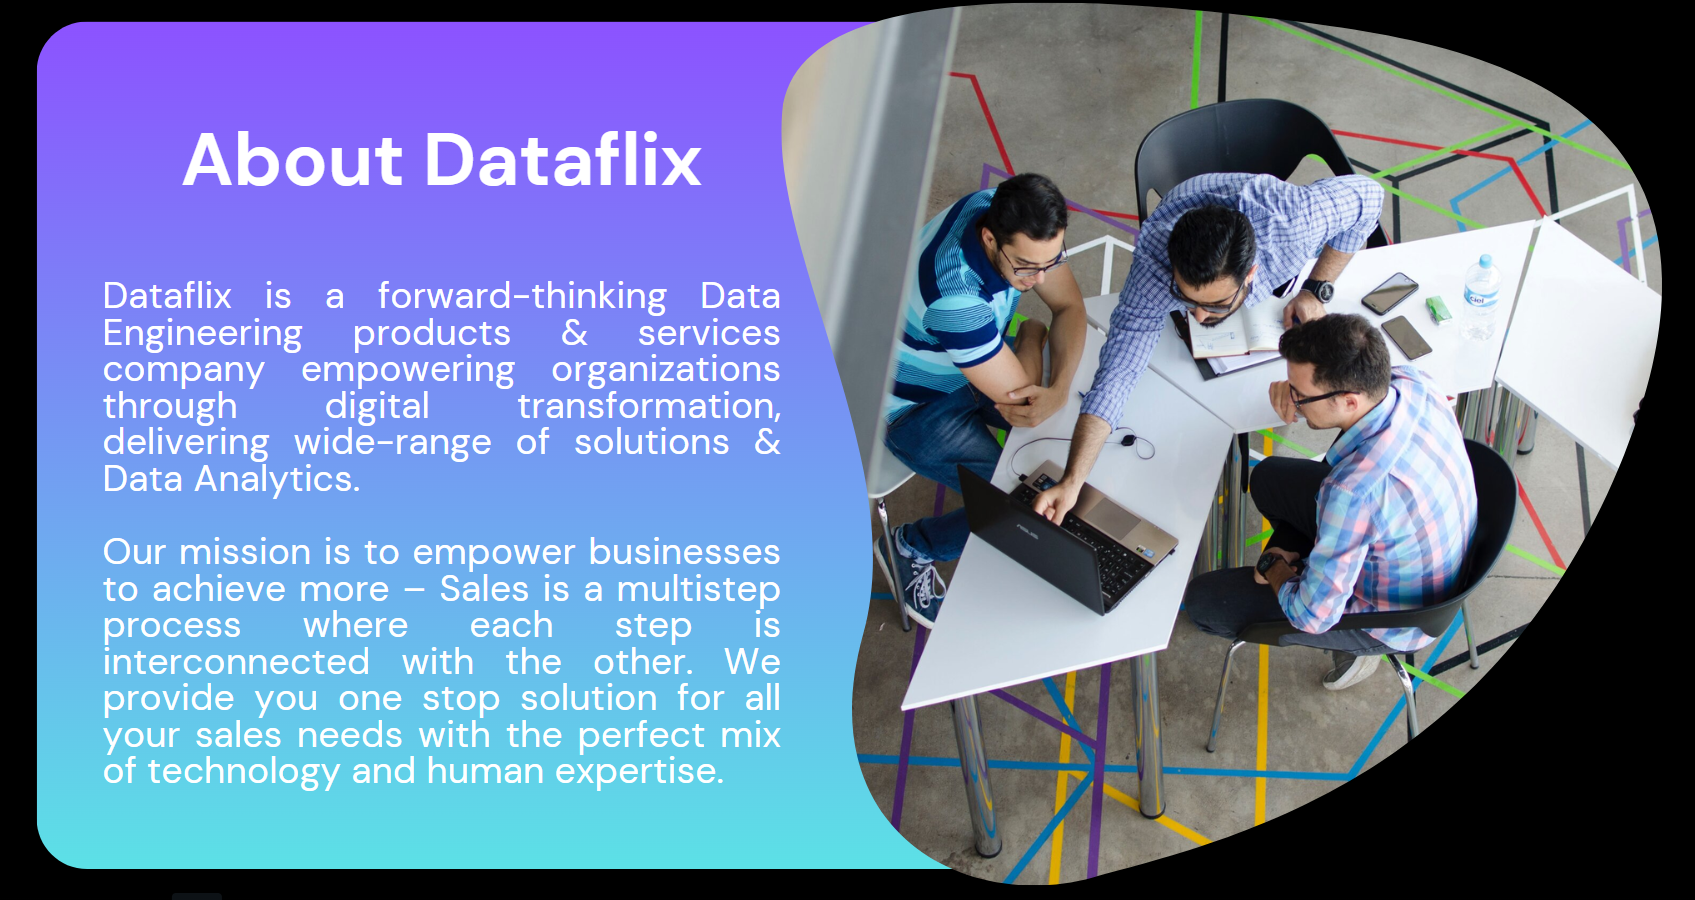 About Dataflix
Dataflix is a forward-thinking Data
Engineering products & services
company empowering organizations
through digital transformation,
delivering wide-range of solutions &
Data Analytics.
Our mission is to empower businesses
to achieve more – Sales is a multistep
process where each step is
interconnected with the other. We
provide you one stop solution for all
your sales needs with the perfect mix
of technology and human expertise.
ciel